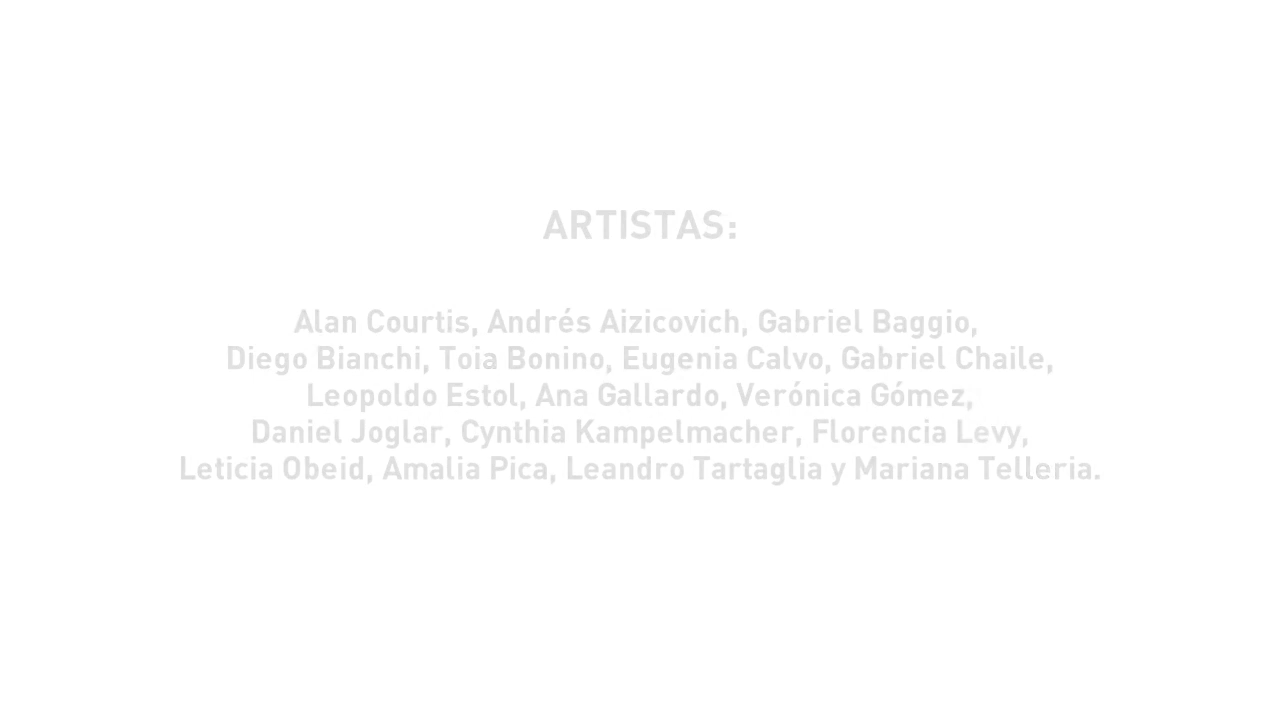 ARTISTAS:
Alan Courtis, Andrés Aizicovich, Gabriel Baggio,
Diego Bianchi, Toia Bonino, Eugenia Calvo, Gabriel Chaile,
Leopoldo Estol, Ana Gallardo, Verónica Gómez,
Daniel Joglar, Cynthia Kampelmacher, Florencia Levy,
Leticia Obeid, Amalia Pica, Leandro Tartaglia y Mariana Telleria.